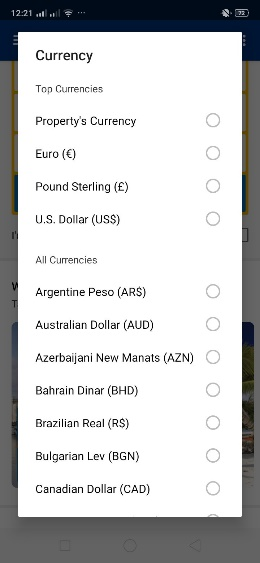 12:21
72
Currency
Top Currencies
Property's Currency
Euro (€)
Pound Sterling (£)
U.S. Dollar (US$)
All Currencies
Argentine Peso (AR$)
Australian Dollar (AUD)
Azerbaijani New Manats (AZN)
Bahrain Dinar (BHD)
Brazilian Real (R$)
Bulgarian Lev (BGN)
Canadian Dollar (CAD)